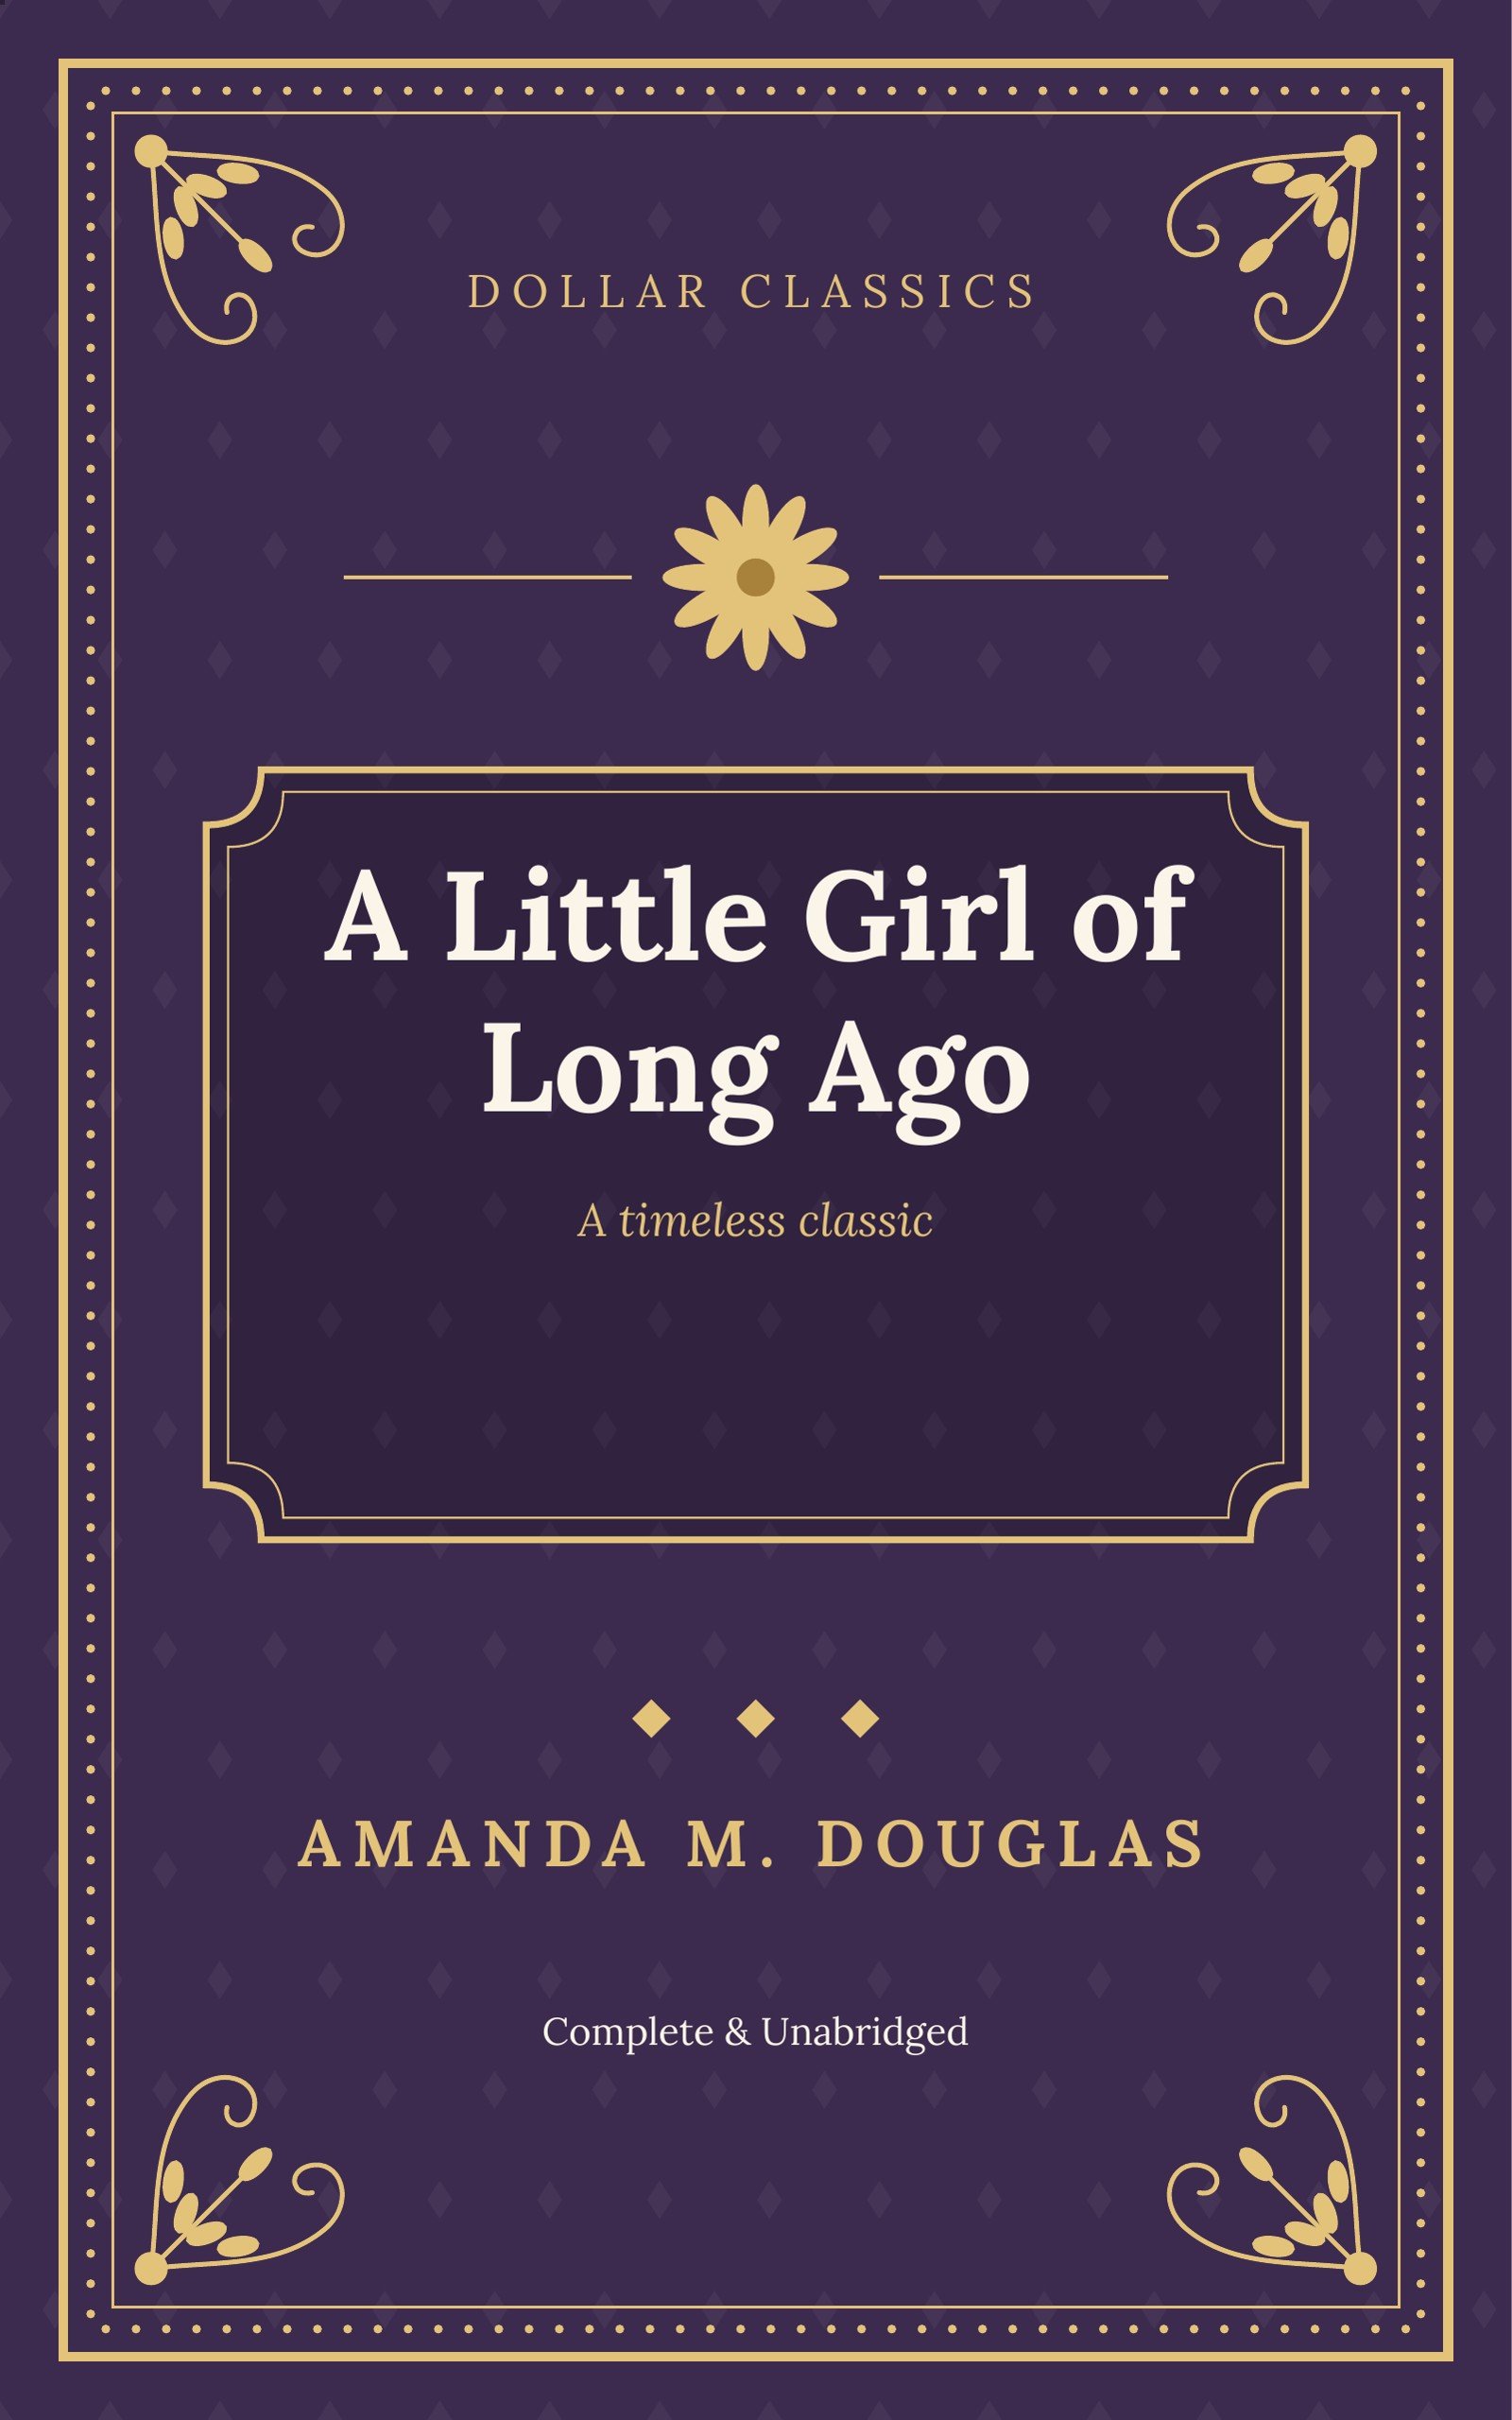 DOLLAR CLASSICS
A Little Girl of
Long Ago
A timeless classic
AMANDA M. DOUGLAS
Complete & Unabridged